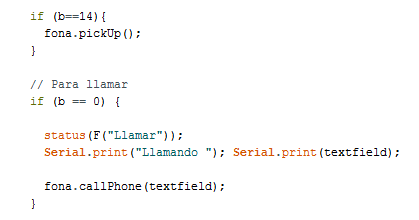 if (b==14){
fona.pickUp();
}
// Para llamar
if (b == 0) {
status(F("Llamar"));
Serial.print("Llamando "); Serial.print(textfield);
fona.callPhone(textfield);
}